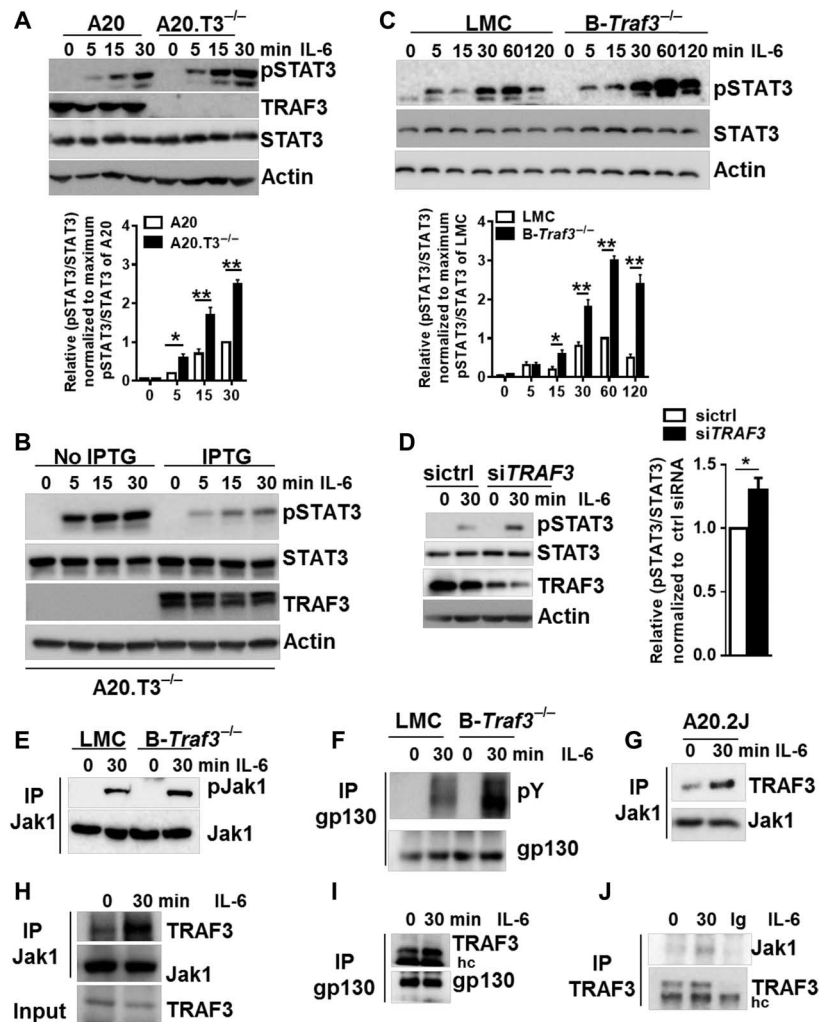 A
A20 A20.T3–/–
0 5 15 30 0 5 15 30 min IL-6
pSTAT3
TRAF3
STAT3
Actin
Relative (pSTAT3/STAT3)
normalized to maximum
pSTAT3/STAT3 of A20
A20
A20.T3–/–
4
3
2
1
0
* ** **
0 5 15 30
C
LMC B-Traf3–/–
0 5 15 30 60 120 0 5 15 30 60 120 min IL-6
pSTAT3
STAT3
Actin
Relative (pSTAT3/STAT3)
normalized to maximum
pSTAT3/STAT3 of LMC
LMC
B-Traf3–/–
4
3
2
1
0
* ** ** **
0 5 15 30 60 120
B
No IPTG IPTG
0 5 15 30 0 5 15 30 min IL-6
pSTAT3
STAT3
TRAF3
Actin
A20.T3–/–
D
sictrl siTRAF3
0 30 0 30 min IL-6
pSTAT3
STAT3
TRAF3
Actin
sictrl
siTRAF3
Relative (pSTAT3/STAT3)
normalized to ctrl siRNA
1.5
1.0
0.5
0.0
*
E
LMC B-Traf3–/–
0 30 0 30 min IL-6
IP
Jak1
pJak1
Jak1
F
LMC B-Traf3–/–
0 30 0 30 min IL-6
IP
gp130
pY
gp130
G
A20.2J
0 30 min IL-6
IP
Jak1
TRAF3
Jak1
H
0 30 min IL-6
IP
Jak1
TRAF3
Jak1
Input
TRAF3
I
0 30 min IL-6
IP
gp130
TRAF3
hc
gp130
J
0 30 Ig IL-6
IP
TRAF3
Jak1
TRAF3
hc